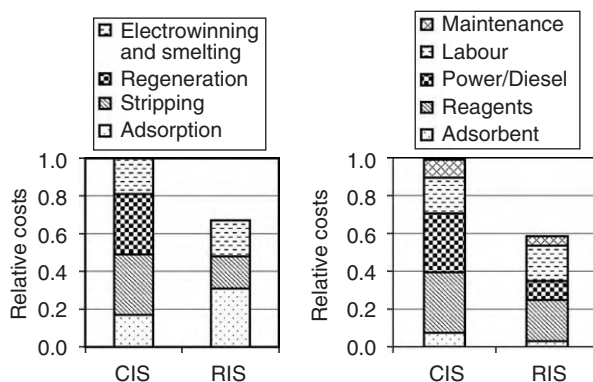 Electrowinning
and smelting
Regeneration
Stripping
Adsorption
Relative costs
1.0
0.8
0.6
0.4
0.2
0.0
CIS
RIS
Maintenance
Labour
Power/Diesel
Reagents
Adsorbent
Relative costs
1.0
0.8
0.6
0.4
0.2
0.0
CIS
RIS